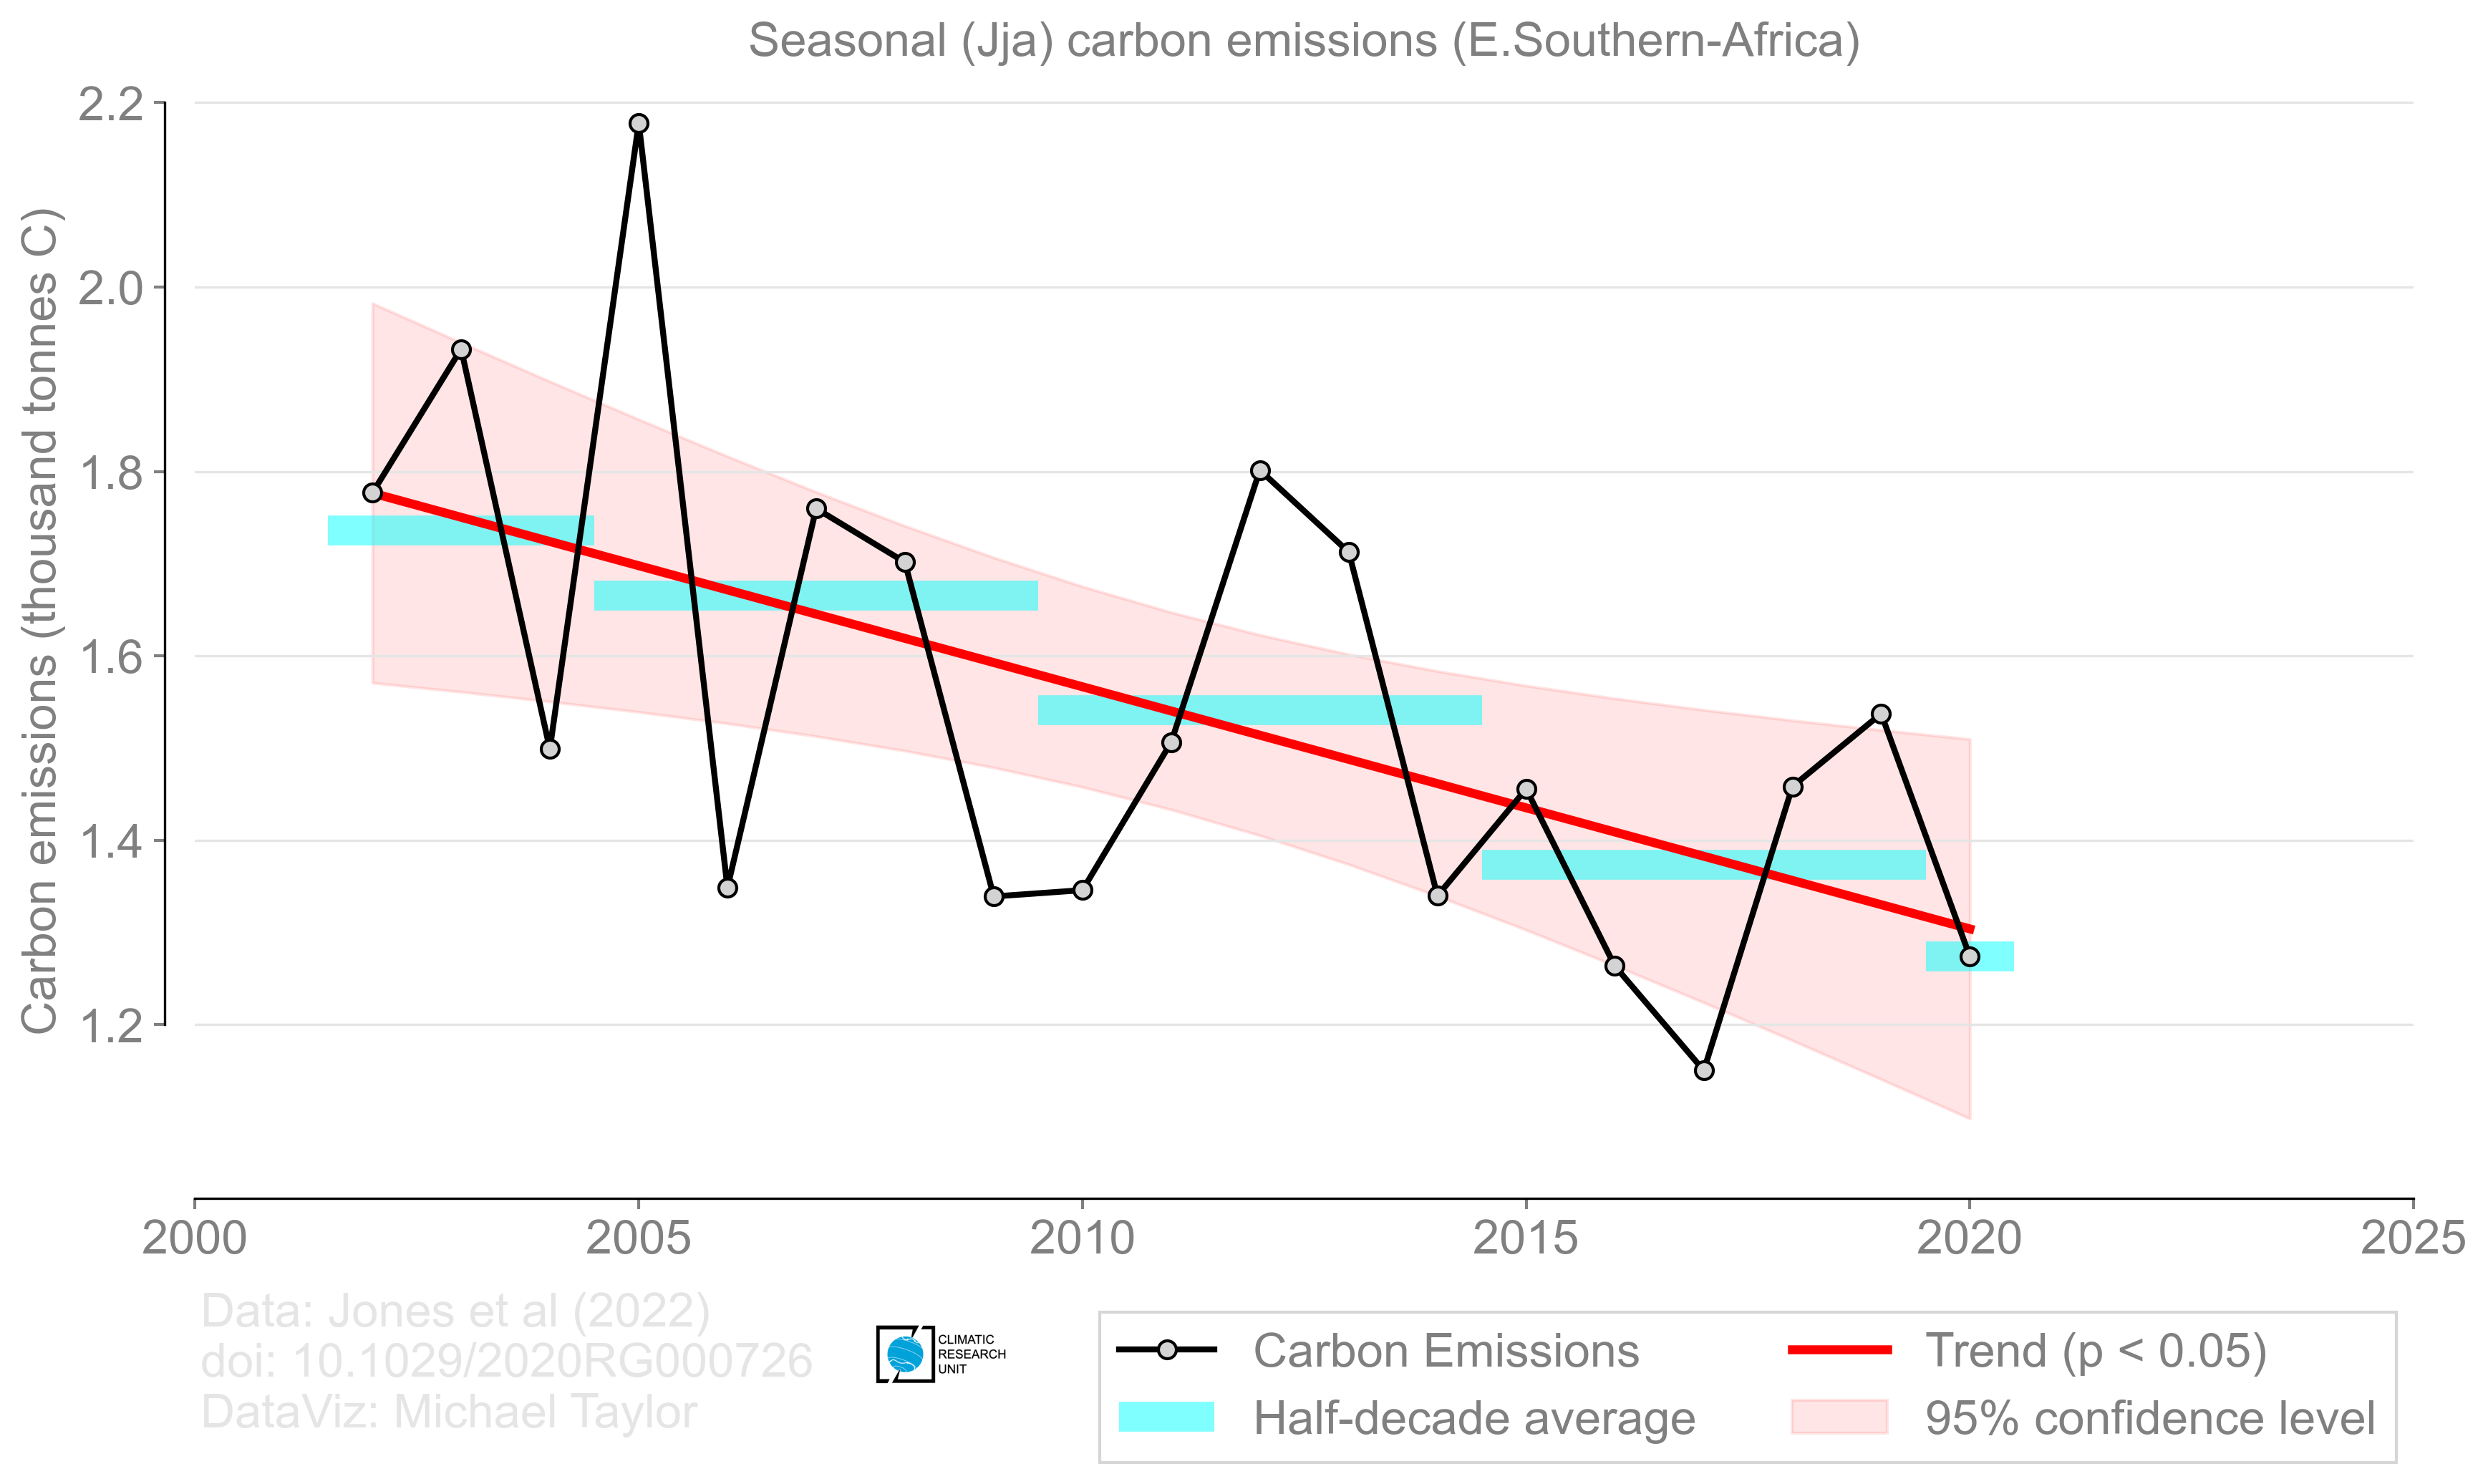 Seasonal (Jja) carbon emissions (E.Southern-Africa)
Carbon emissions (thousand tonnes C)
2.2
2.0
1.8
1.6
1.4
1.2
2000 2005 2010 2015 2020 2025
Data: Jones et al (2022)
doi: 10.1029/2020RG000726
DataViz: Michael Taylor
CLIMATIC
RESEARCH
UNIT
Carbon Emissions
Half-decade average
Trend (p < 0.05)
95% confidence level